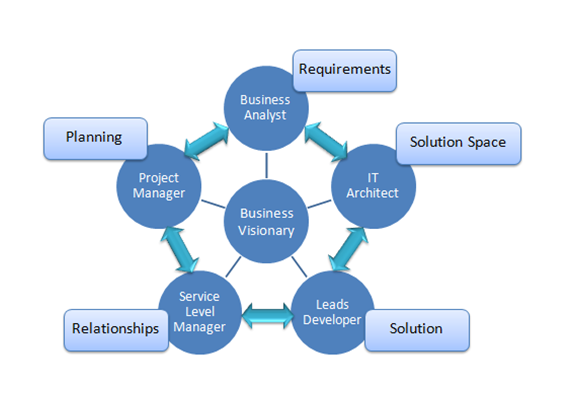 Requirements
Business
Analyst
Planning
Solution Space
Project
Manager
IT
Architect
Business
Visionary
Service
Level
Manager
Leads
Developer
Relationships
Solution